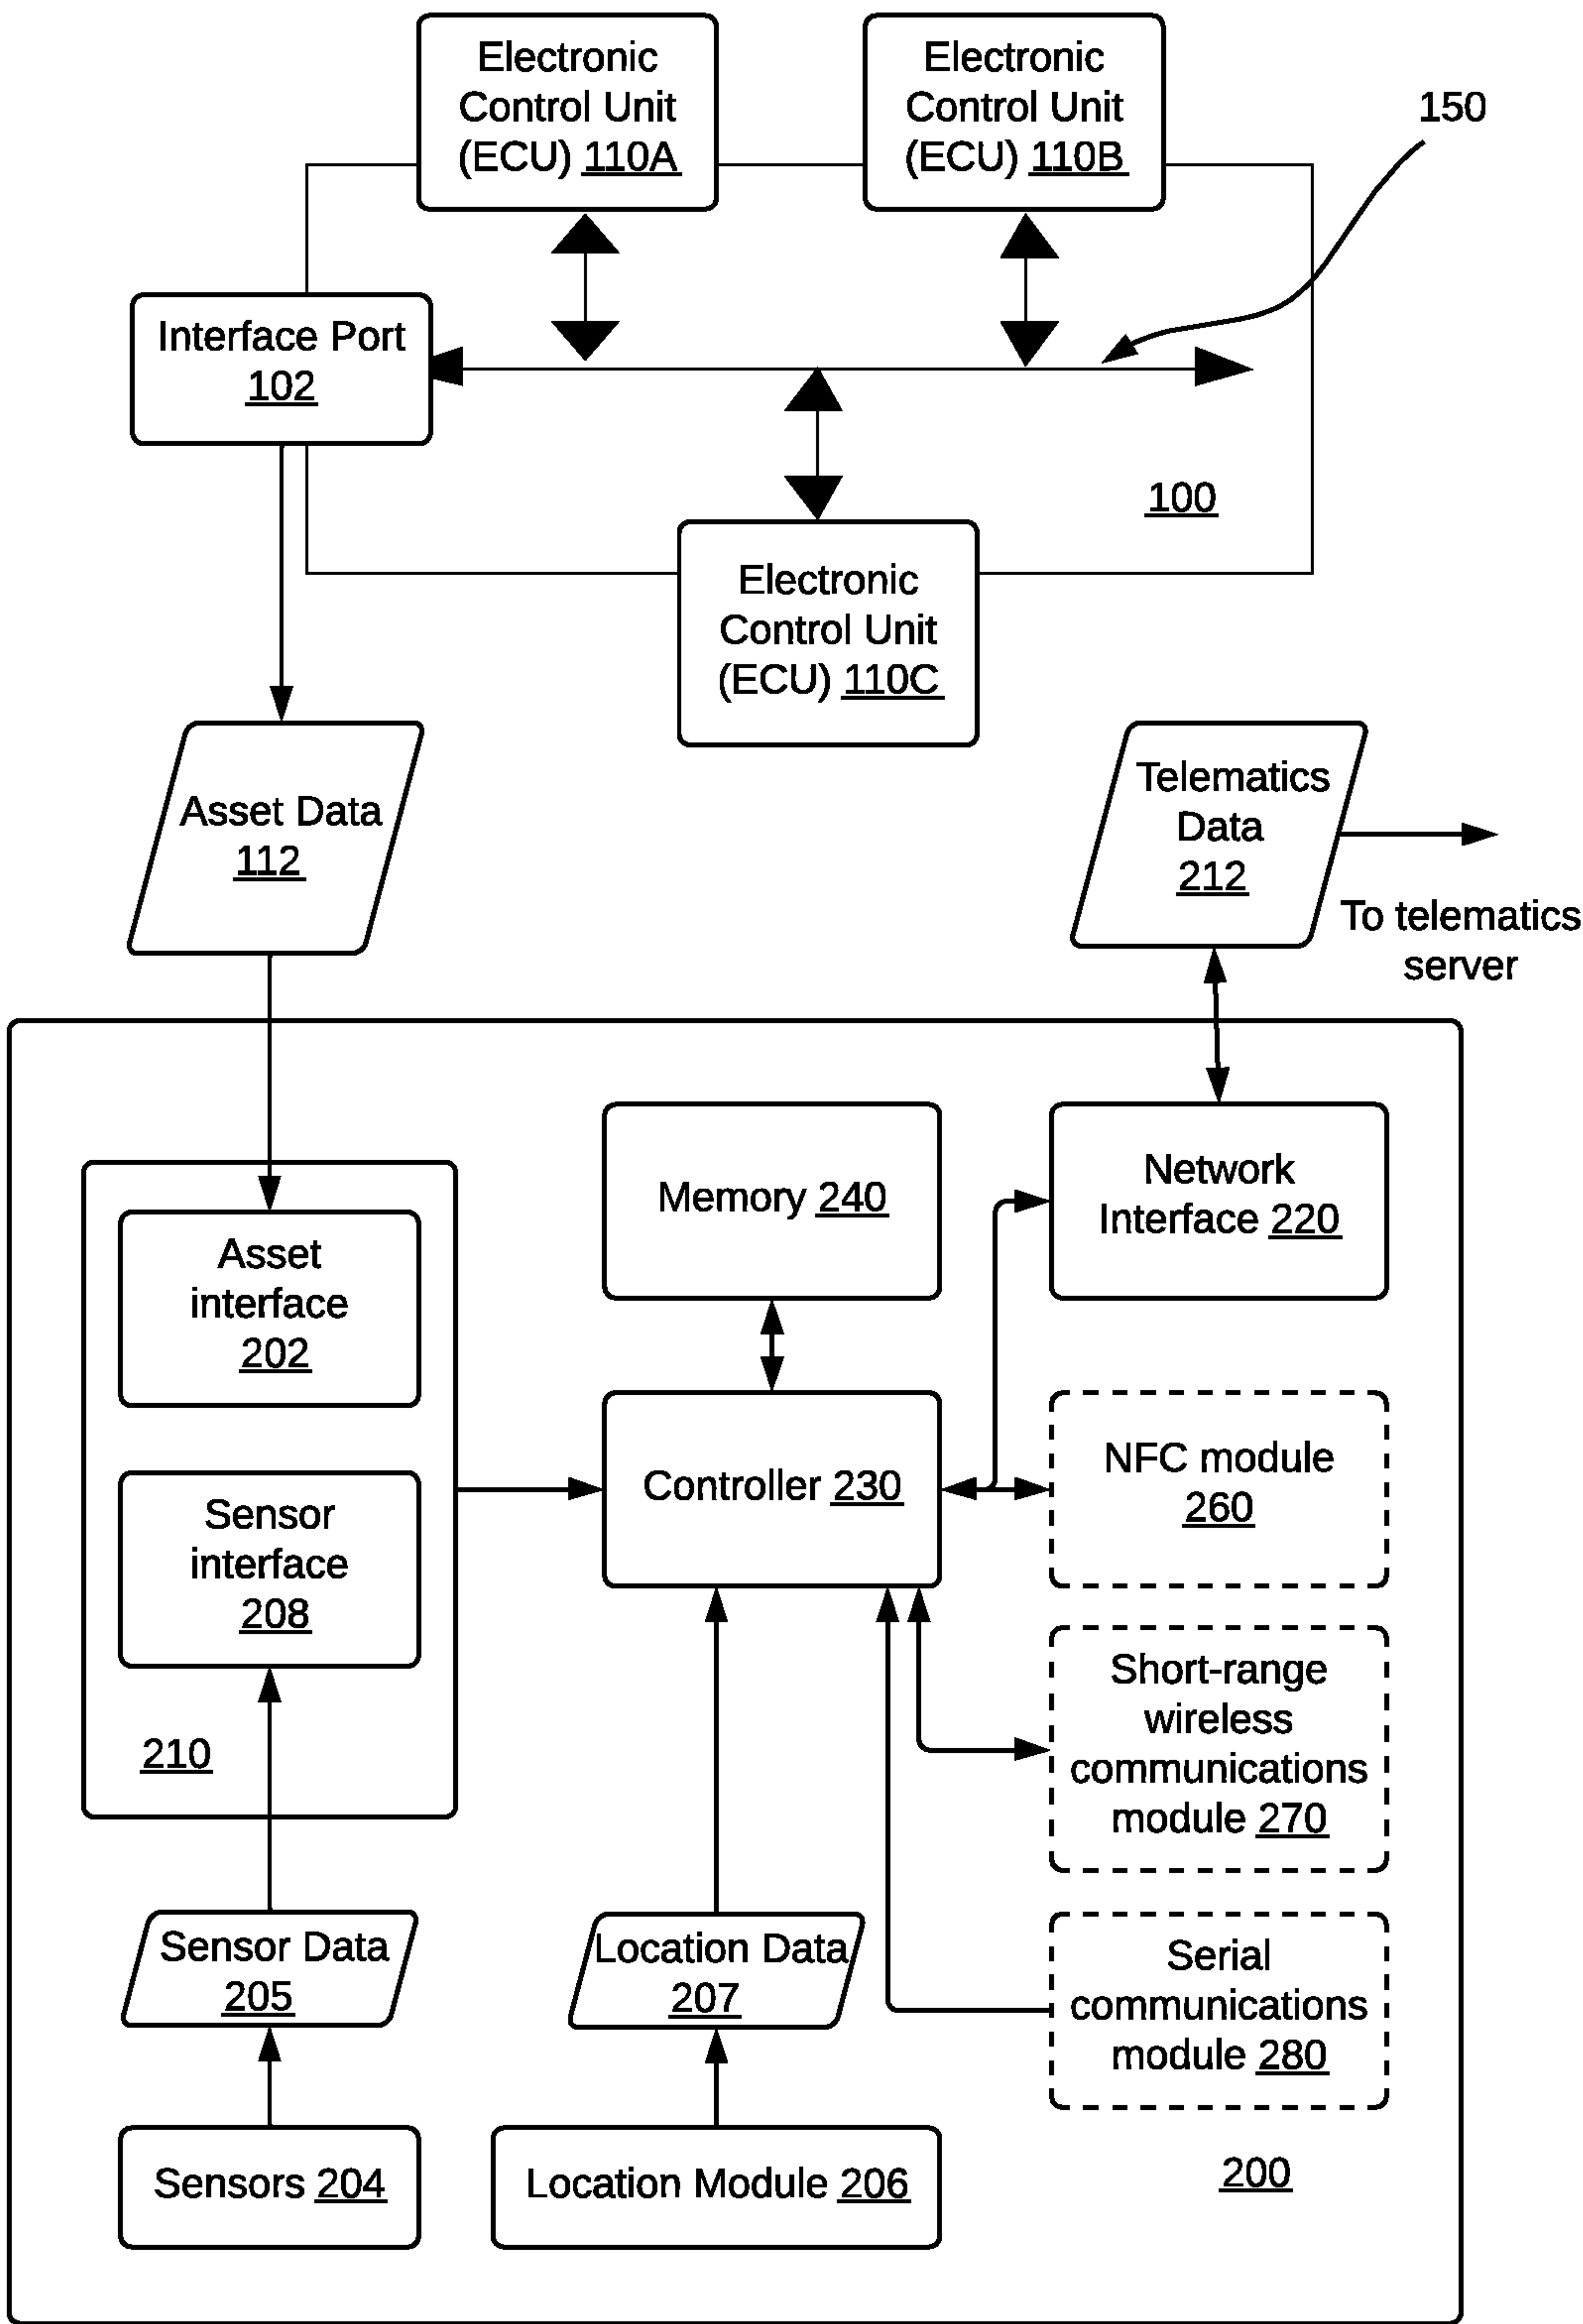 Electronic
Control Unit
(ECU) 110A
Electronic
Control Unit
(ECU) 110B
150
Interface Port
102
100
Electronic
Control Unit
(ECU) 110C
Asset Data
112
Telematics
Data
212
To telematics
server
Asset
interface
202
Memory 240
Network
Interface 220
Sensor
interface
208
Controller 230
NFC module
260
210
Short-range
wireless
communications
module 270
Sensor Data
205
Location Data
207
Serial
communications
module 280
Sensors 204
Location Module 206
200